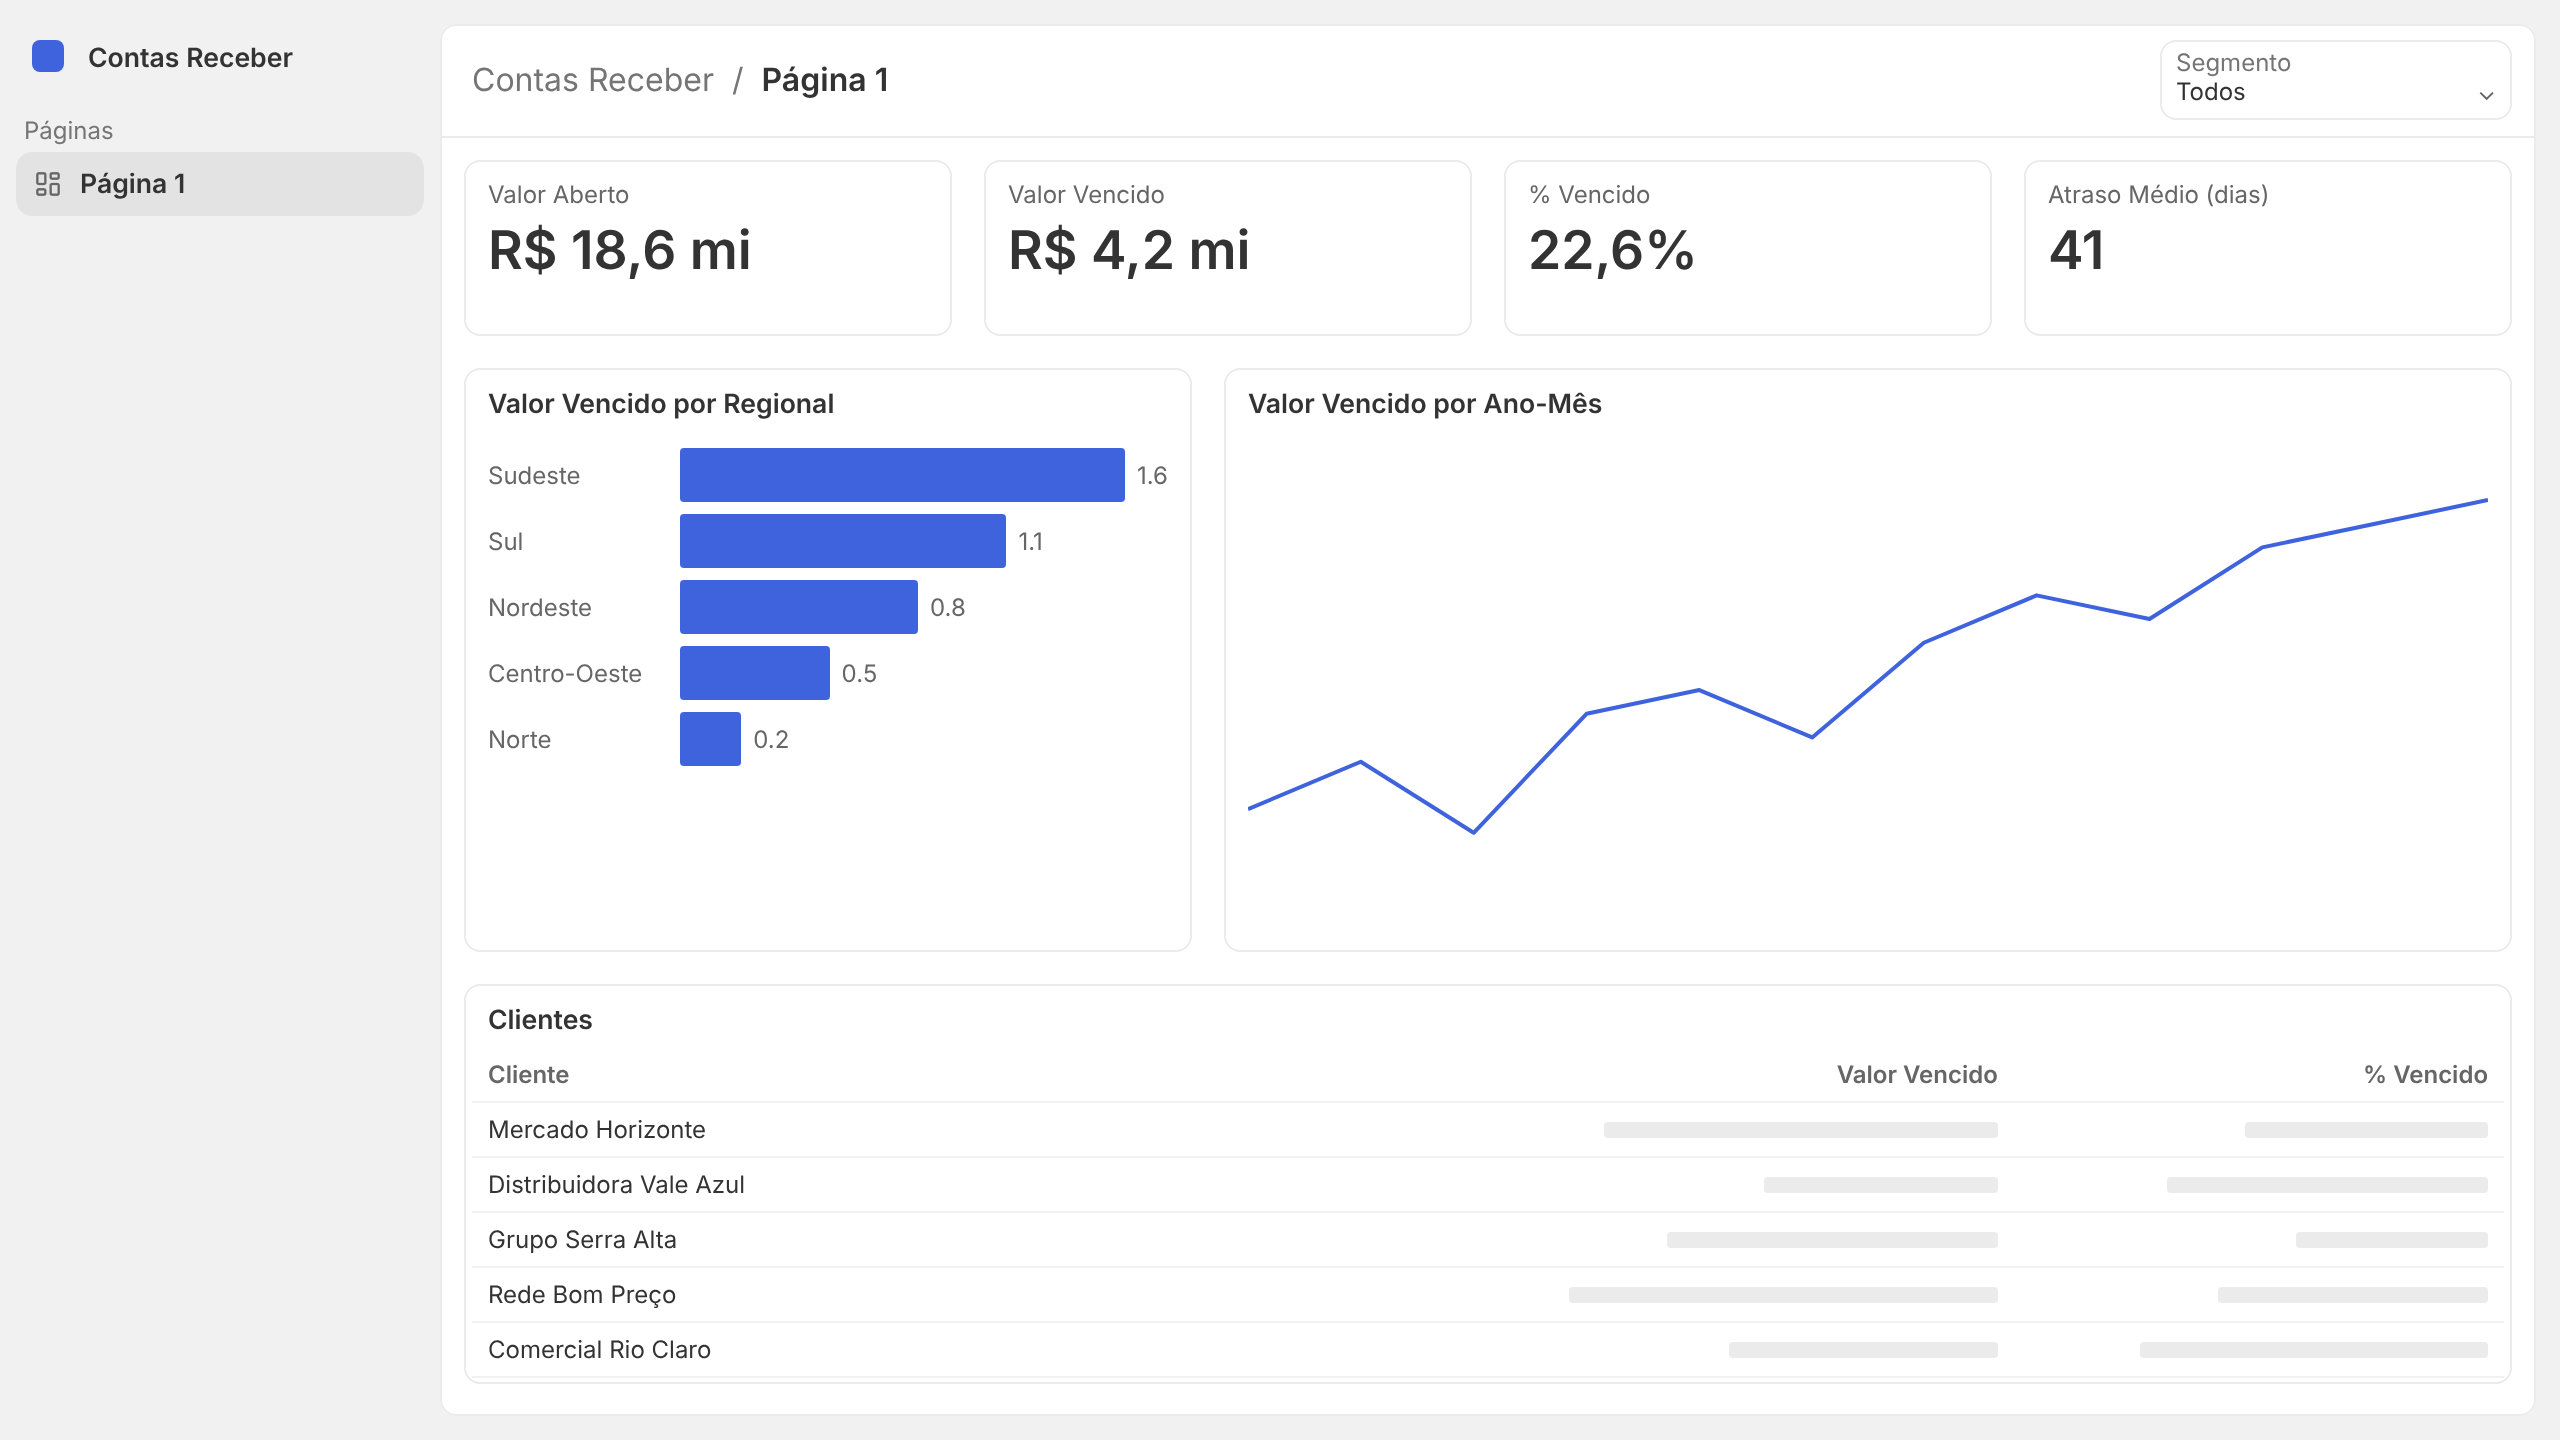 Contas Receber
Páginas
Página 1
Contas Receber / Página 1
Segmento
Todos
Valor Aberto
R$ 18,6 mi
Valor Vencido
R$ 4,2 mi
% Vencido
22,6%
Atraso Médio (dias)
41
Valor Vencido por Regional
Sudeste 1.6
Sul 1.1
Nordeste 0.8
Centro-Oeste 0.5
Norte 0.2
Valor Vencido por Ano-Mês
Clientes
Cliente Valor Vencido % Vencido
Mercado Horizonte
Distribuidora Vale Azul
Grupo Serra Alta
Rede Bom Preço
Comercial Rio Claro